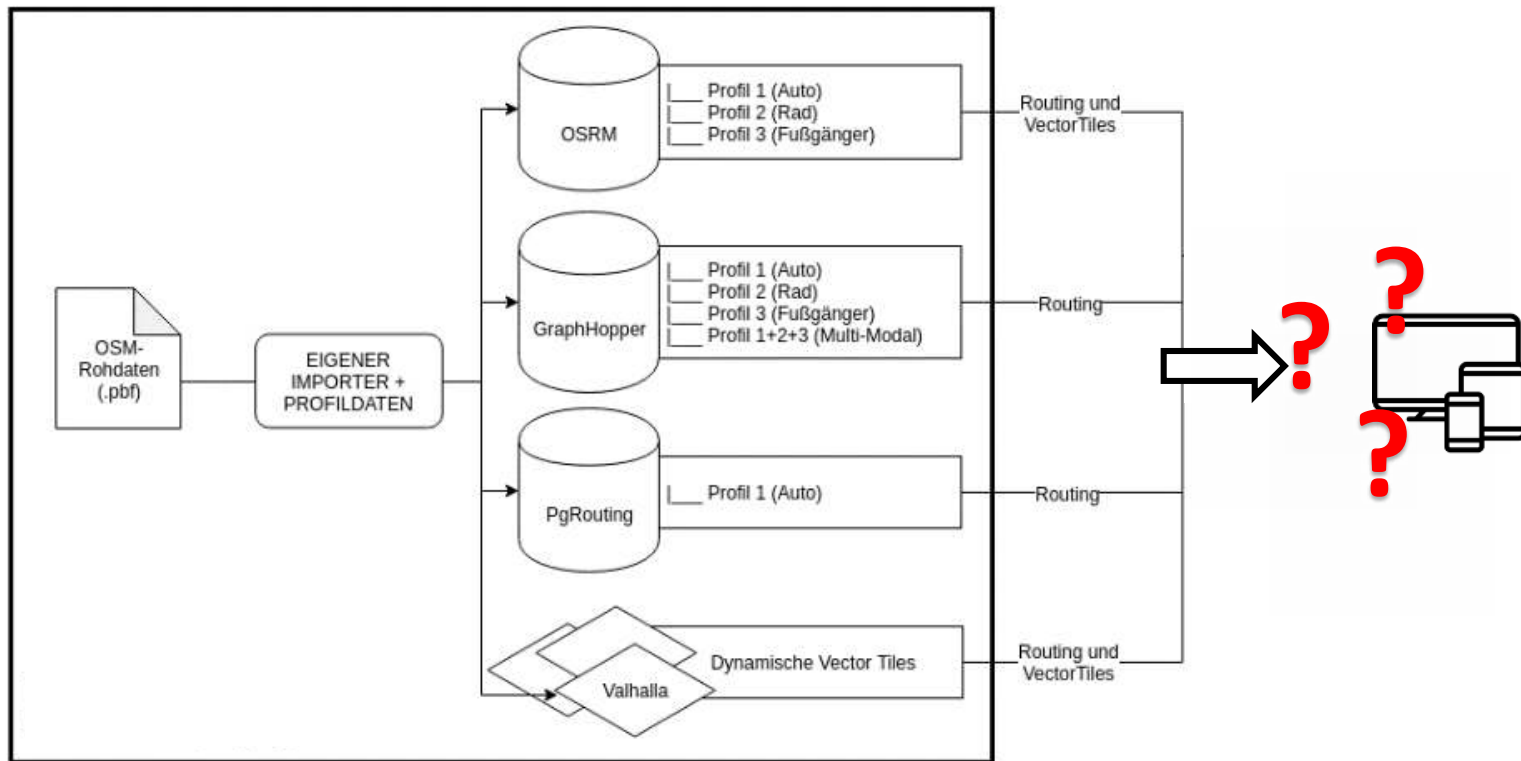 OSM-
Rohdaten
(.pbf)
EIGENER
IMPORTER +
PROFILDATEN
OSRM
|___ Profil 1 (Auto)
|___ Profil 2 (Rad)
|___ Profil 3 (Fußgänger)
Routing und
VectorTiles
GraphHopper
|___ Profil 1 (Auto)
|___ Profil 2 (Rad)
|___ Profil 3 (Fußgänger)
|___ Profil 1+2+3 (Multi-Modal)
Routing
PgRouting
|___ Profil 1 (Auto)
Routing
Valhalla
Dynamische Vector Tiles
Routing und
VectorTiles
?
?
?